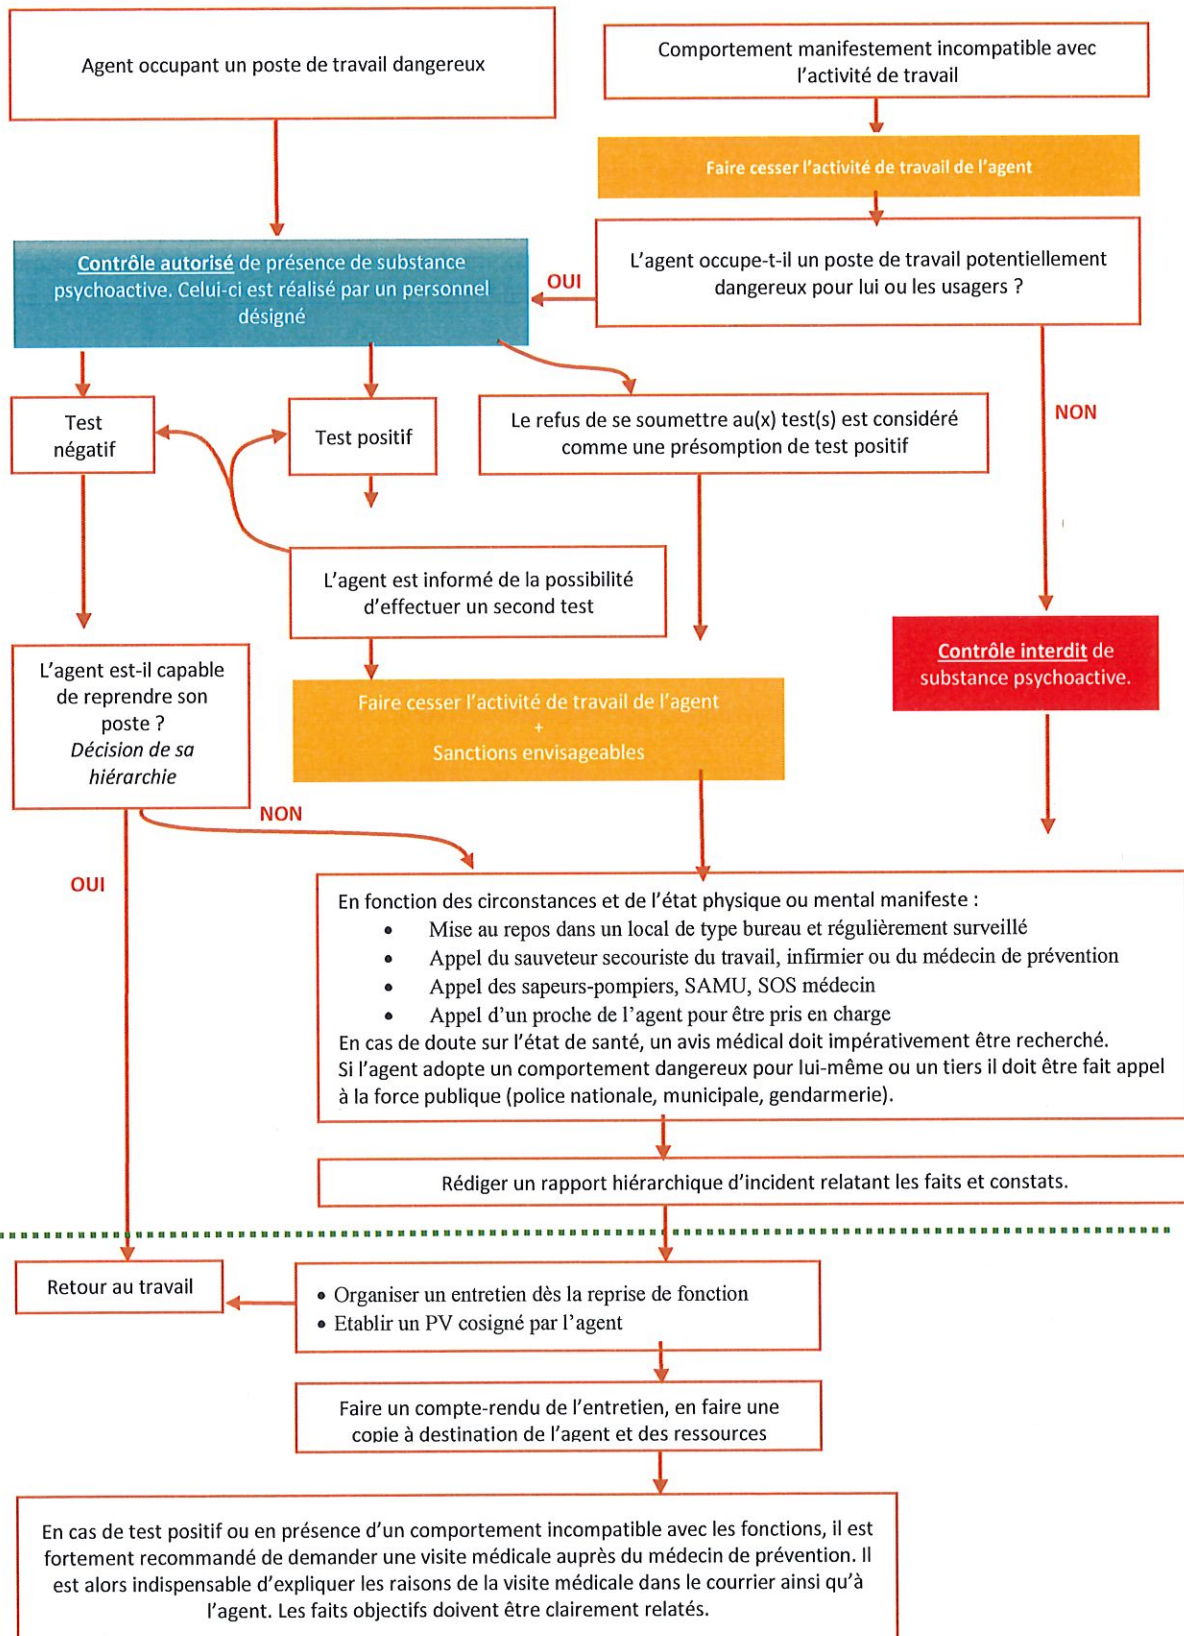 Agent occupant un poste de travail dangereux
Comportement manifestement incompatible avec
l'activité de travail
Faire cesser l'activité de travail de l'agent
Contrôle autorisé de présence de substance
psychoactive. Celui-ci est réalisé par un personnel
désigné
OUI
L'agent occupe-t-il un poste de travail potentiellement
dangereux pour lui ou les usagers ?
NON
Test
négatif
Test positif
Le refus de se soumettre au(x) test(s) est considéré
comme une présomption de test positif
L'agent est informé de la possibilité
d'effectuer un second test
L'agent est-il capable
de reprendre son
poste ?
Décision de sa
hiérarchie
Faire cesser l'activité de travail de l'agent
+
Sanctions envisageables
Contrôle interdit de
substance psychoactive.
NON
OUI
En fonction des circonstances et de l'état physique ou mental manifeste :
• Mise au repos dans un local de type bureau et régulièrement surveillé
• Appel du sauveteur secouriste du travail, infirmier ou du médecin de prévention
• Appel des sapeurs-pompiers, SAMU, SOS médecin
• Appel d'un proche de l'agent pour être pris en charge
En cas de doute sur l'état de santé, un avis médical doit impérativement être recherché.
Si l'agent adopte un comportement dangereux pour lui-même ou un tiers il doit être fait appel
à la force publique (police nationale, municipale, gendarmerie).
Rédiger un rapport hiérarchique d'incident relatant les faits et constats.
Retour au travail
• Organiser un entretien dès la reprise de fonction
• Etablir un PV cosigné par l'agent
Faire un compte-rendu de l'entretien, en faire une
copie à destination de l'agent et des ressources
En cas de test positif ou en présence d'un comportement incompatible avec les fonctions, il est
fortement recommandé de demander une visite médicale auprès du médecin de prévention. Il
est alors indispensable d'expliquer les raisons de la visite médicale dans le courrier ainsi qu'à
l'agent. Les faits objectifs doivent être clairement relatés.